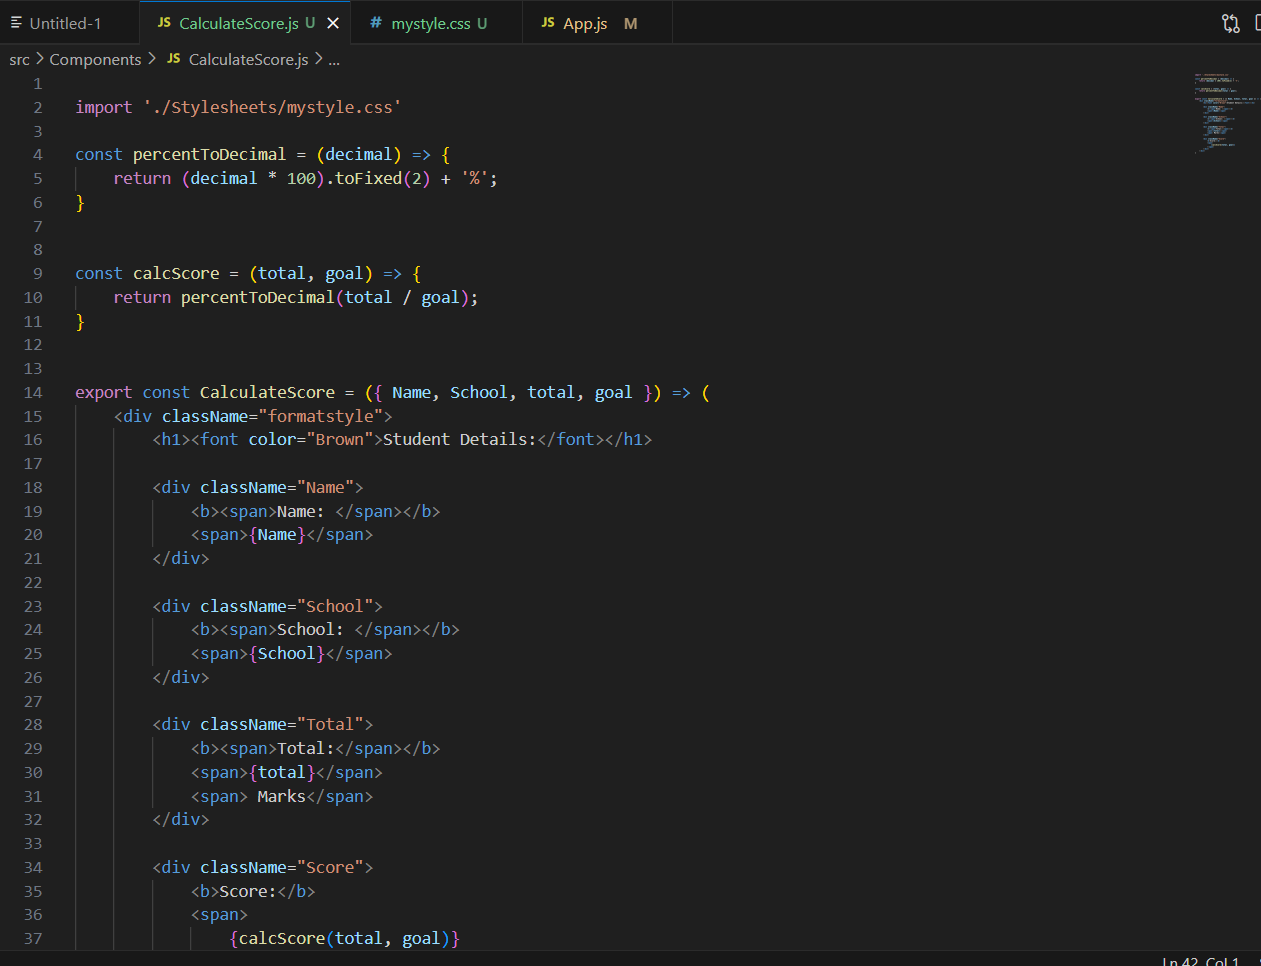 Untitled-1
JS CalculateScore.js U
# mystyle.css U
JS App.js M
src > Components > JS CalculateScore.js > ...
1
2 import './Stylesheets/mystyle.css'
3
4 const percentToDecimal = (decimal) => {
5     return (decimal * 100).toFixed(2) + '%';
6 }
7
8
9 const calcScore = (total, goal) => {
10     return percentToDecimal(total / goal);
11 }
12
13
14 export const CalculateScore = ({ Name, School, total, goal }) => (
15     <div className="formatstyle">
16         <h1><font color="Brown">Student Details:</font></h1>
17
18         <div className="Name">
19             <b><span>Name: </span></b>
20             <span>{Name}</span>
21         </div>
22
23         <div className="School">
24             <b><span>School: </span></b>
25             <span>{School}</span>
26         </div>
27
28         <div className="Total">
29             <b><span>Total:</span></b>
30             <span>{total}</span>
31             <span> Marks</span>
32         </div>
33
34         <div className="Score">
35             <b>Score:</b>
36             <span>
37                 {calcScore(total, goal)}
Ln 42, Col 1